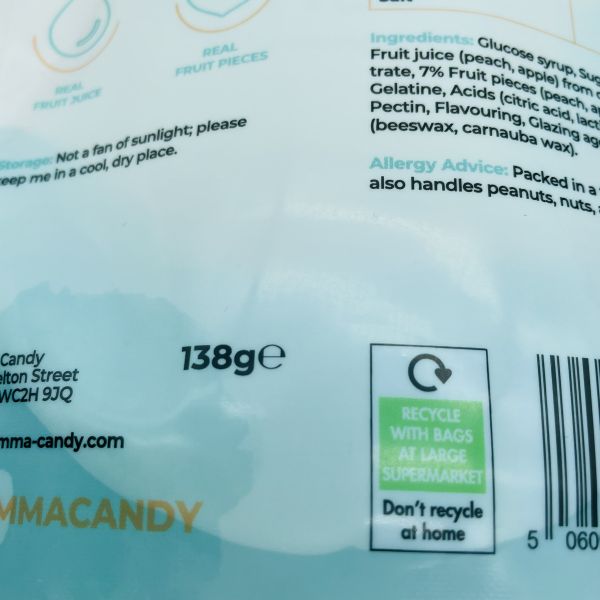 REAL
FRUIT JUICE
REAL
FRUIT PIECES
Salt
Ingredients: Glucose syrup, Sug
Fruit juice (peach, apple) from
trate, 7% Fruit pieces (peach, ap
Gelatine, Acids (citric acid, lact
Pectin, Flavouring, Glazing age
(beeswax, carnauba wax).
Storage: Not a fan of sunlight; please
keep me in a cool, dry place.
Allergy Advice: Packed in a
also handles peanuts, nuts,
Candy
elton Street
WC2H 9JQ
mma-candy.com
MMACANDY
138g℮
RECYCLE
WITH BAGS
AT LARGE
SUPERMARKET
Don't recycle
at home
5 060